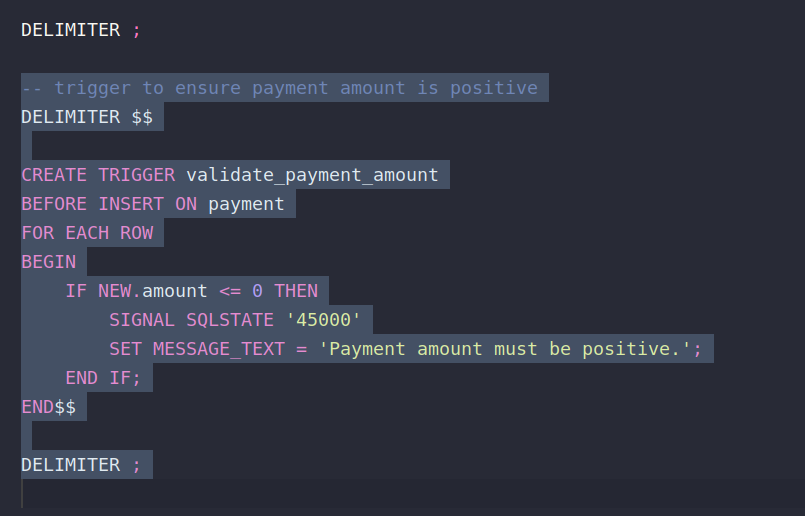 DELIMITER ;
-- trigger to ensure payment amount is positive
DELIMITER $$
CREATE TRIGGER validate_payment_amount
BEFORE INSERT ON payment
FOR EACH ROW
BEGIN
    IF NEW.amount <= 0 THEN
        SIGNAL SQLSTATE '45000'
        SET MESSAGE_TEXT = 'Payment amount must be positive.';
    END IF;
END$$
DELIMITER ;